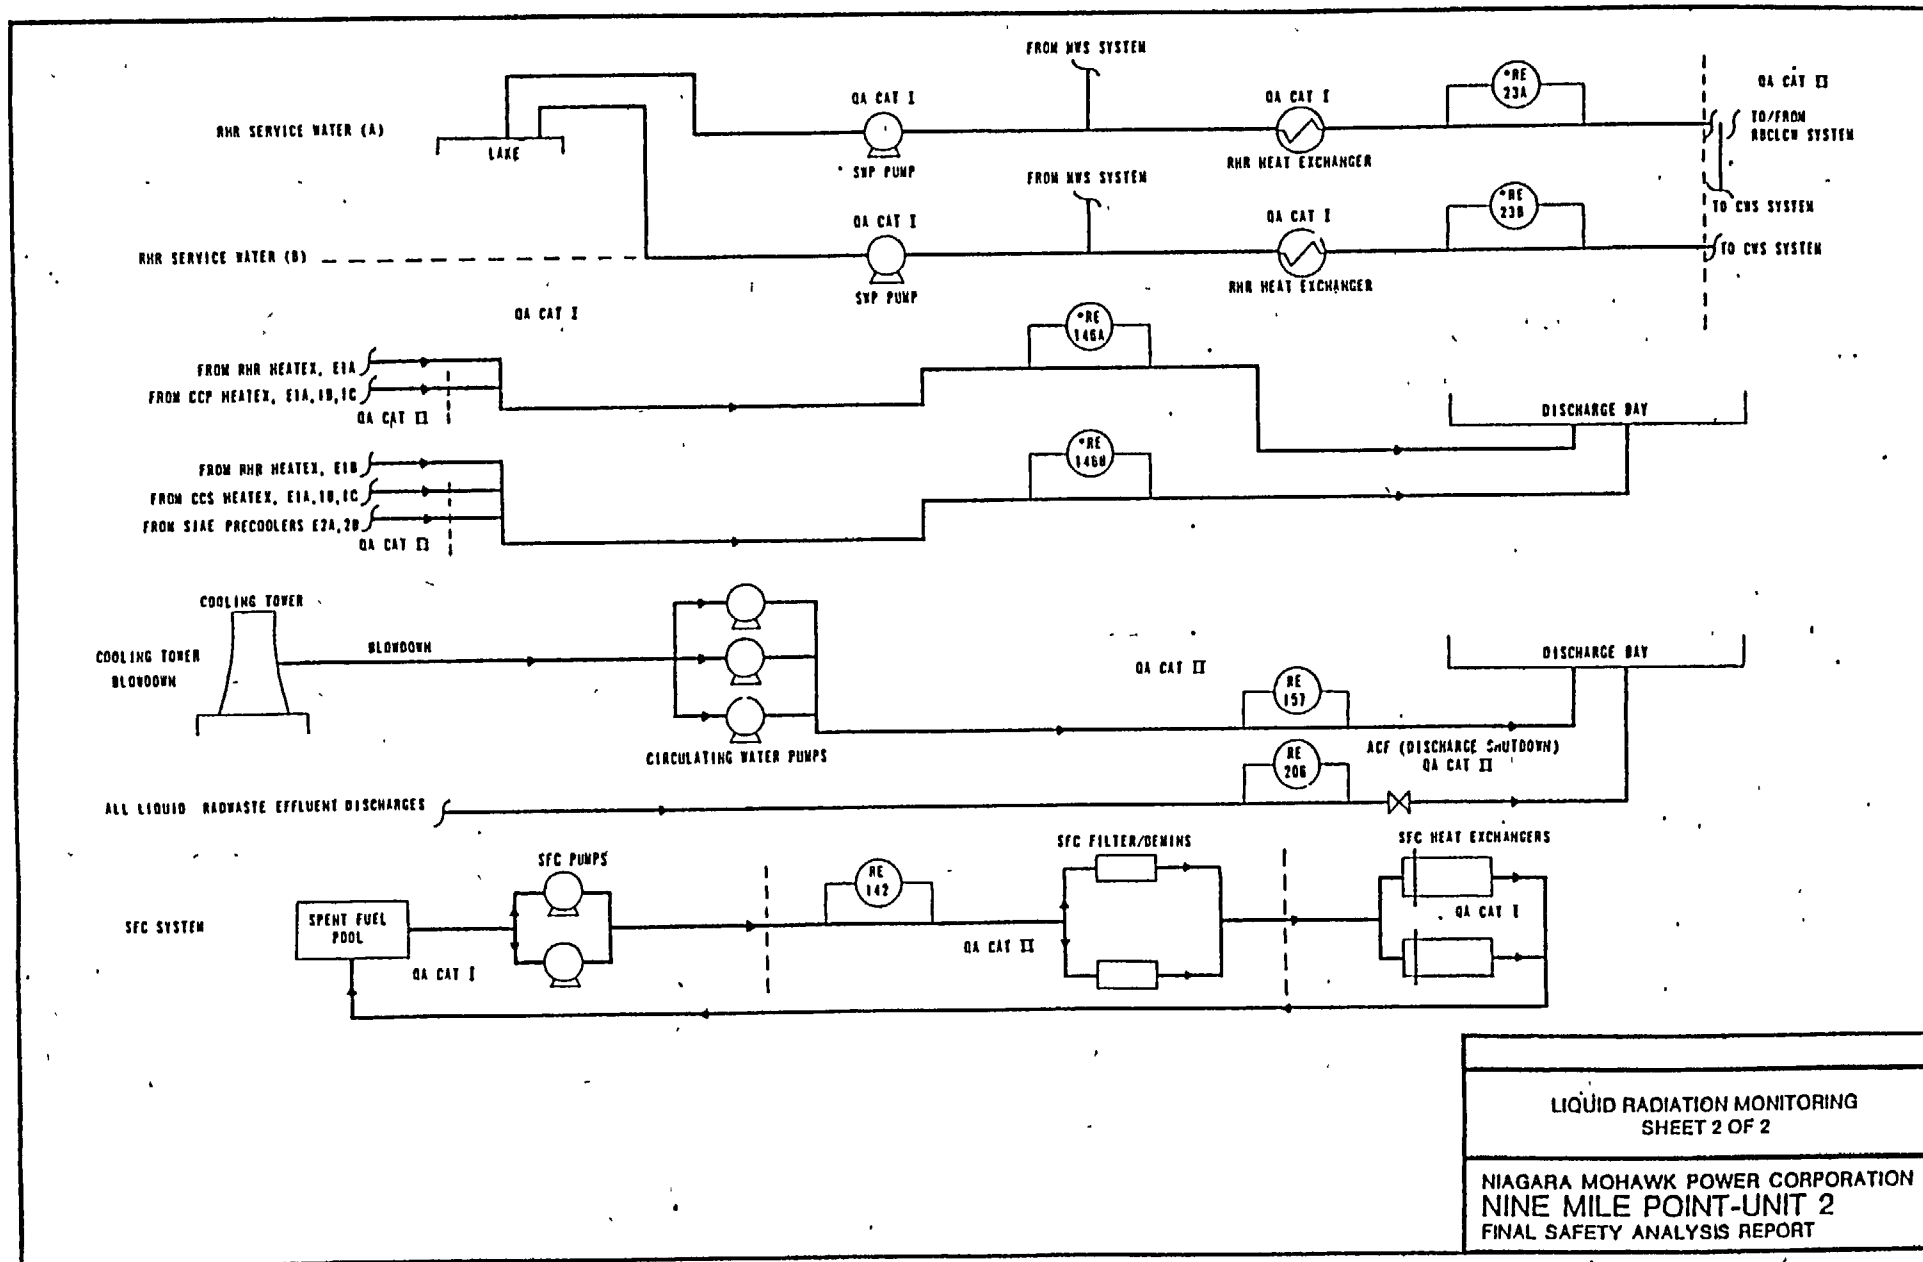 FROM NWS SYSTEM
*RE
23A
QA CAT II
QA CAT I
QA CAT I
TO/FROM
RBCLCW SYSTEM
RHR SERVICE WATER (A)
LAKE
SWP PUMP
RHR HEAT EXCHANGER
FROM NWS SYSTEM
*RE
23B
TO CWS SYSTEM
QA CAT I
QA CAT I
RHR SERVICE WATER (B)
TO CWS SYSTEM
SWP PUMP
RHR HEAT EXCHANGER
QA CAT I
*RE
146A
FROM RHR HEATEX, E1A
FROM CCP HEATEX, E1A,1B,1C
QA CAT II
DISCHARGE BAY
*RE
146B
FROM RHR HEATEX, E1B
FROM CCS HEATEX, E1A,1B,1C
FROM SJAE PRECOOLERS E2A,2B
QA CAT II
COOLING TOWER
COOLING TOWER
BLOWDOWN
BLOWDOWN
QA CAT II
DISCHARGE BAY
RE
157
CIRCULATING WATER PUMPS
ACF (DISCHARGE SHUTDOWN)
QA CAT II
RE
206
ALL LIQUID RADWASTE EFFLUENT DISCHARGES
SFC PUMPS
SFC FILTER/DEMINS
SFC HEAT EXCHANGERS
RE
142
SFC SYSTEM
SPENT FUEL
POOL
QA CAT I
QA CAT II
QA CAT I
LIQUID RADIATION MONITORING
SHEET 2 OF 2
NIAGARA MOHAWK POWER CORPORATION
NINE MILE POINT-UNIT 2
FINAL SAFETY ANALYSIS REPORT